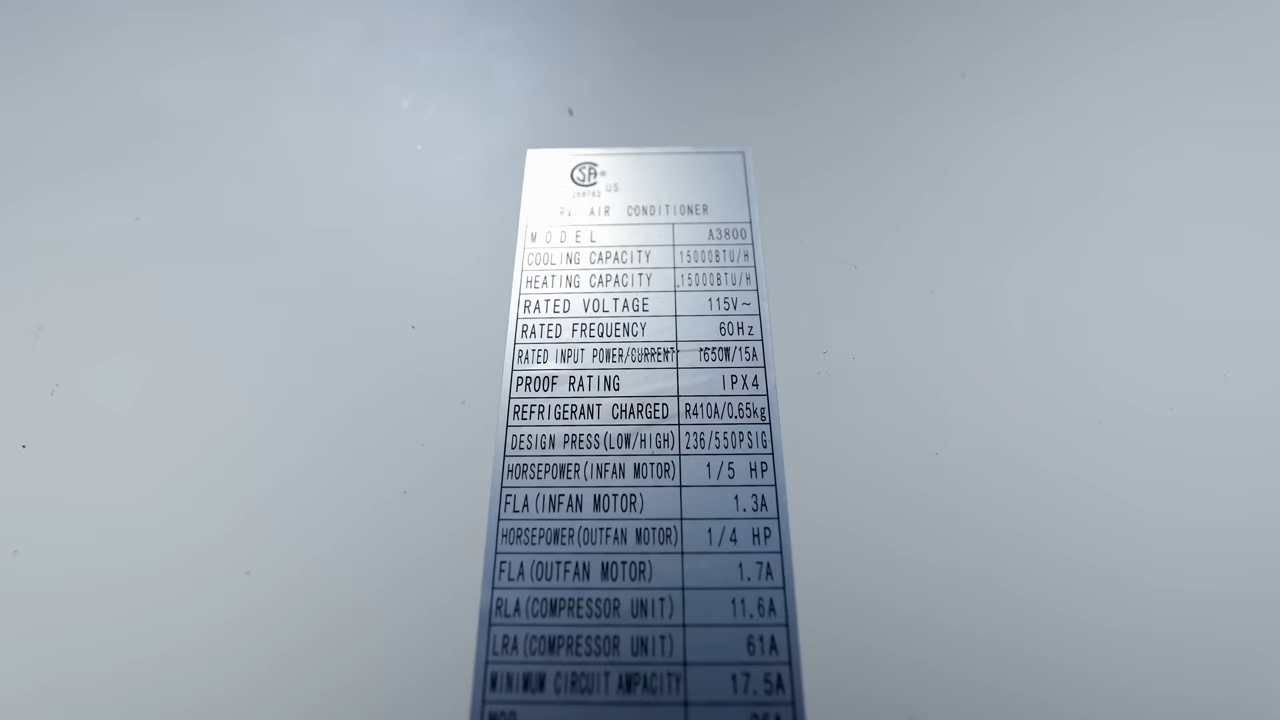 CSA®
US
RV AIR CONDITIONER
MODEL A3800
COOLING CAPACITY 15000BTU/H
HEATING CAPACITY 15000BTU/H
RATED VOLTAGE 115V~
RATED FREQUENCY 60Hz
RATED INPUT POWER/CURRENT 1650W/15A
PROOF RATING IPX4
REFRIGERANT CHARGED R410A/0.65kg
DESIGN PRESS(LOW/HIGH) 236/550PSIG
HORSEPOWER(INFAN MOTOR) 1/5 HP
FLA(INFAN MOTOR) 1.3A
HORSEPOWER(OUTFAN MOTOR) 1/4 HP
FLA(OUTFAN MOTOR) 1.7A
RLA(COMPRESSOR UNIT) 11.6A
LRA(COMPRESSOR UNIT) 61A
MINIMUM CIRCUIT AMPACITY 17.5A